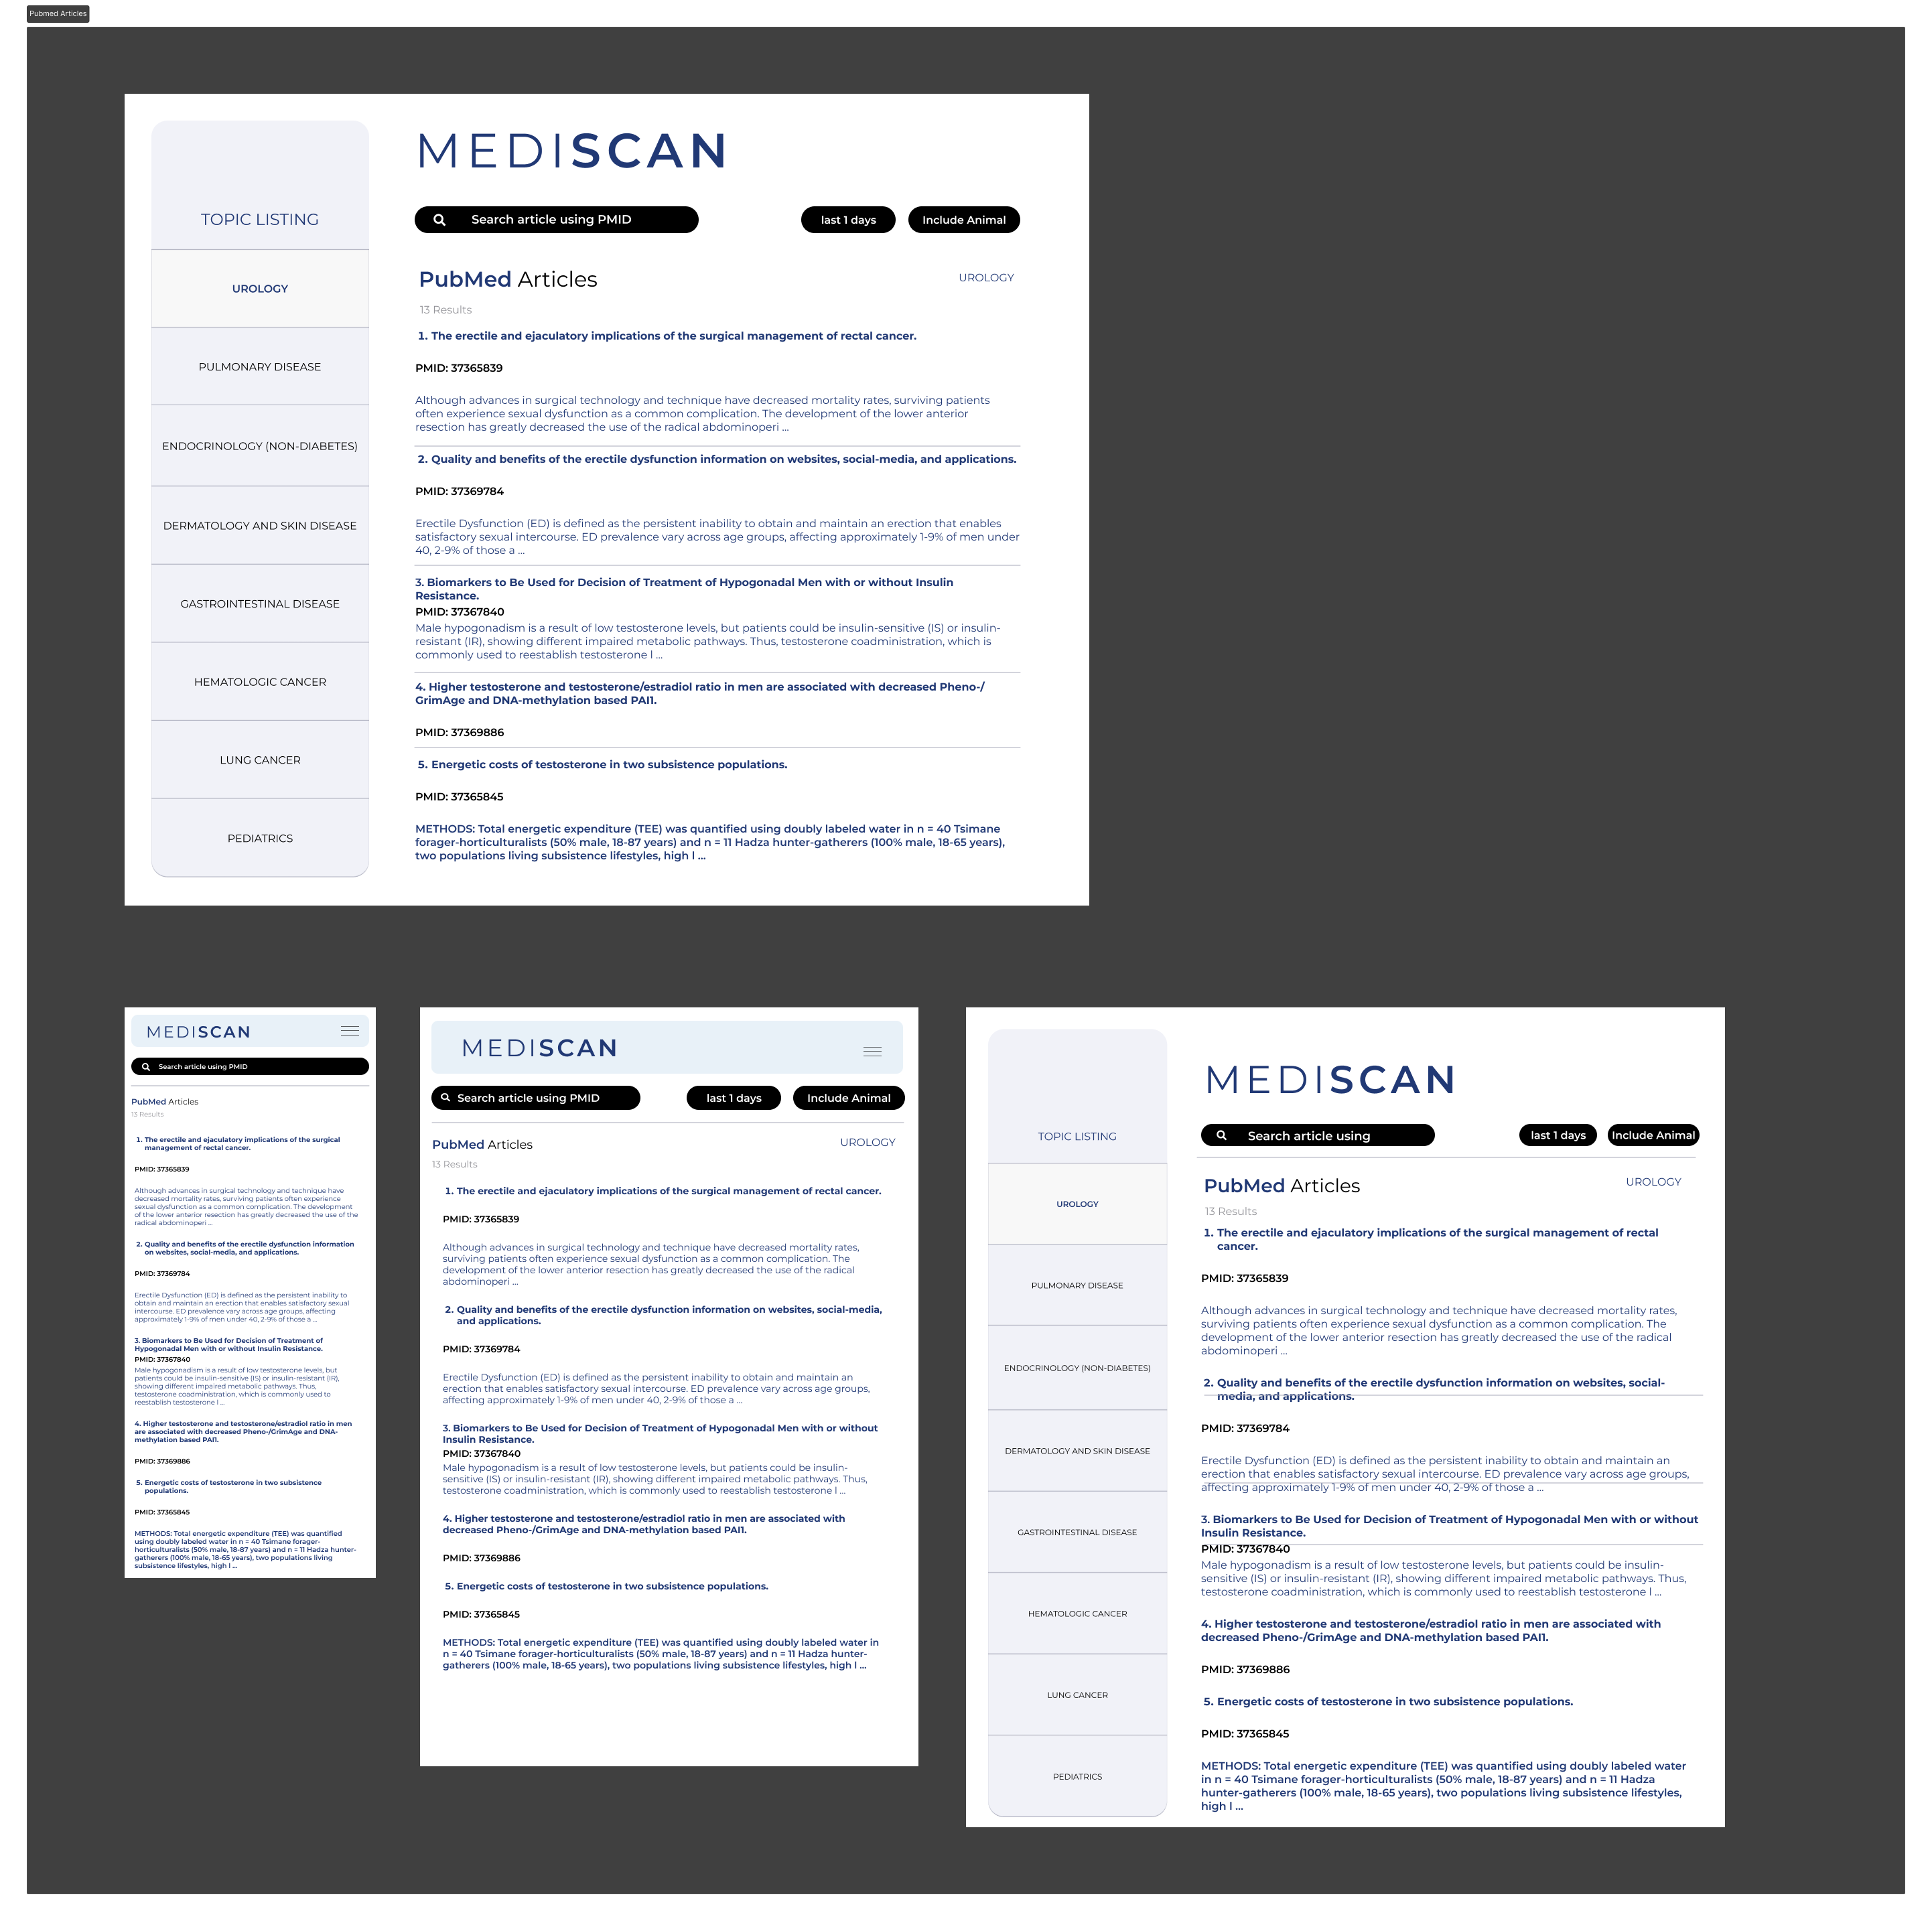 Pubmed Articles
MEDISCAN
TOPIC LISTING
UROLOGY
PULMONARY DISEASE
ENDOCRINOLOGY (NON-DIABETES)
DERMATOLOGY AND SKIN DISEASE
GASTROINTESTINAL DISEASE
HEMATOLOGIC CANCER
LUNG CANCER
PEDIATRICS
Search article using PMID
last 1 days
Include Animal
PubMed Articles
UROLOGY
13 Results
1. The erectile and ejaculatory implications of the surgical management of rectal cancer.
PMID: 37365839
Although advances in surgical technology and technique have decreased mortality rates, surviving patients
often experience sexual dysfunction as a common complication. The development of the lower anterior
resection has greatly decreased the use of the radical abdominoperi ...
2. Quality and benefits of the erectile dysfunction information on websites, social-media, and applications.
PMID: 37369784
Erectile Dysfunction (ED) is defined as the persistent inability to obtain and maintain an erection that enables
satisfactory sexual intercourse. ED prevalence vary across age groups, affecting approximately 1-9% of men under
40, 2-9% of those a ...
3. Biomarkers to Be Used for Decision of Treatment of Hypogonadal Men with or without Insulin
Resistance.
PMID: 37367840
Male hypogonadism is a result of low testosterone levels, but patients could be insulin-sensitive (IS) or insulin-
resistant (IR), showing different impaired metabolic pathways. Thus, testosterone coadministration, which is
commonly used to reestablish testosterone l ...
4. Higher testosterone and testosterone/estradiol ratio in men are associated with decreased Pheno-/
GrimAge and DNA-methylation based PAI1.
PMID: 37369886
5. Energetic costs of testosterone in two subsistence populations.
PMID: 37365845
METHODS: Total energetic expenditure (TEE) was quantified using doubly labeled water in n = 40 Tsimane
forager-horticulturalists (50% male, 18-87 years) and n = 11 Hadza hunter-gatherers (100% male, 18-65 years),
two populations living subsistence lifestyles, high l ...
MEDISCAN
Search article using PMID
PubMed Articles
13 Results
1. The erectile and ejaculatory implications of the surgical
management of rectal cancer.
PMID: 37365839
Although advances in surgical technology and technique have
decreased mortality rates, surviving patients often experience
sexual dysfunction as a common complication. The development
of the lower anterior resection has greatly decreased the use of the
radical abdominoperi ...
2. Quality and benefits of the erectile dysfunction information
on websites, social-media, and applications.
PMID: 37369784
Erectile Dysfunction (ED) is defined as the persistent inability to
obtain and maintain an erection that enables satisfactory sexual
intercourse. ED prevalence vary across age groups, affecting
approximately 1-9% of men under 40, 2-9% of those a ...
3. Biomarkers to Be Used for Decision of Treatment of
Hypogonadal Men with or without Insulin Resistance.
PMID: 37367840
Male hypogonadism is a result of low testosterone levels, but
patients could be insulin-sensitive (IS) or insulin-resistant (IR),
showing different impaired metabolic pathways. Thus,
testosterone coadministration, which is commonly used to
reestablish testosterone l ...
4. Higher testosterone and testosterone/estradiol ratio in men
are associated with decreased Pheno-/GrimAge and DNA-
methylation based PAI1.
PMID: 37369886
5. Energetic costs of testosterone in two subsistence
populations.
PMID: 37365845
METHODS: Total energetic expenditure (TEE) was quantified
using doubly labeled water in n = 40 Tsimane forager-
horticulturalists (50% male, 18-87 years) and n = 11 Hadza hunter-
gatherers (100% male, 18-65 years), two populations living
subsistence lifestyles, high l ...
MEDISCAN
Search article using PMID
last 1 days
Include Animal
PubMed Articles
UROLOGY
13 Results
1. The erectile and ejaculatory implications of the surgical management of rectal cancer.
PMID: 37365839
Although advances in surgical technology and technique have decreased mortality rates,
surviving patients often experience sexual dysfunction as a common complication. The
development of the lower anterior resection has greatly decreased the use of the radical
abdominoperi ...
2. Quality and benefits of the erectile dysfunction information on websites, social-media,
and applications.
PMID: 37369784
Erectile Dysfunction (ED) is defined as the persistent inability to obtain and maintain an
erection that enables satisfactory sexual intercourse. ED prevalence vary across age groups,
affecting approximately 1-9% of men under 40, 2-9% of those a ...
3. Biomarkers to Be Used for Decision of Treatment of Hypogonadal Men with or without
Insulin Resistance.
PMID: 37367840
Male hypogonadism is a result of low testosterone levels, but patients could be insulin-
sensitive (IS) or insulin-resistant (IR), showing different impaired metabolic pathways. Thus,
testosterone coadministration, which is commonly used to reestablish testosterone l ...
4. Higher testosterone and testosterone/estradiol ratio in men are associated with
decreased Pheno-/GrimAge and DNA-methylation based PAI1.
PMID: 37369886
5. Energetic costs of testosterone in two subsistence populations.
PMID: 37365845
METHODS: Total energetic expenditure (TEE) was quantified using doubly labeled water in
n = 40 Tsimane forager-horticulturalists (50% male, 18-87 years) and n = 11 Hadza hunter-
gatherers (100% male, 18-65 years), two populations living subsistence lifestyles, high l ...
MEDISCAN
TOPIC LISTING
UROLOGY
PULMONARY DISEASE
ENDOCRINOLOGY (NON-DIABETES)
DERMATOLOGY AND SKIN DISEASE
GASTROINTESTINAL DISEASE
HEMATOLOGIC CANCER
LUNG CANCER
PEDIATRICS
Search article using
last 1 days
Include Animal
PubMed Articles
UROLOGY
13 Results
1. The erectile and ejaculatory implications of the surgical management of rectal
cancer.
PMID: 37365839
Although advances in surgical technology and technique have decreased mortality rates,
surviving patients often experience sexual dysfunction as a common complication. The
development of the lower anterior resection has greatly decreased the use of the radical
abdominoperi ...
2. Quality and benefits of the erectile dysfunction information on websites, social-
media, and applications.
PMID: 37369784
Erectile Dysfunction (ED) is defined as the persistent inability to obtain and maintain an
erection that enables satisfactory sexual intercourse. ED prevalence vary across age groups,
affecting approximately 1-9% of men under 40, 2-9% of those a ...
3. Biomarkers to Be Used for Decision of Treatment of Hypogonadal Men with or without
Insulin Resistance.
PMID: 37367840
Male hypogonadism is a result of low testosterone levels, but patients could be insulin-
sensitive (IS) or insulin-resistant (IR), showing different impaired metabolic pathways. Thus,
testosterone coadministration, which is commonly used to reestablish testosterone l ...
4. Higher testosterone and testosterone/estradiol ratio in men are associated with
decreased Pheno-/GrimAge and DNA-methylation based PAI1.
PMID: 37369886
5. Energetic costs of testosterone in two subsistence populations.
PMID: 37365845
METHODS: Total energetic expenditure (TEE) was quantified using doubly labeled water
in n = 40 Tsimane forager-horticulturalists (50% male, 18-87 years) and n = 11 Hadza
hunter-gatherers (100% male, 18-65 years), two populations living subsistence lifestyles,
high l ...